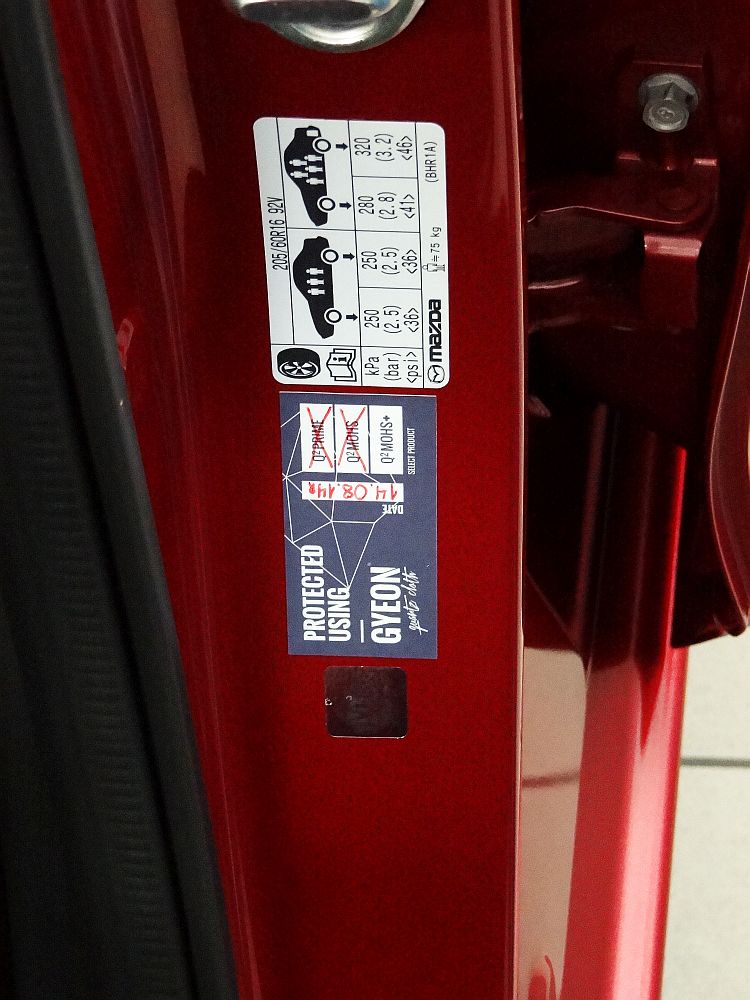 205/60R16 92V
kPa 250 250 280 320
(bar) (2.5) (2.5) (2.8) (3.2)
<psi> <36> <36> <41> <46>
mazda ≒75 kg (BHR1A)
PROTECTED
USING
GYEON
quartz cloth
DATE
14.08.14r
Q²PRIME
Q²MOHS
Q²MOHS+
SELECT PRODUCT